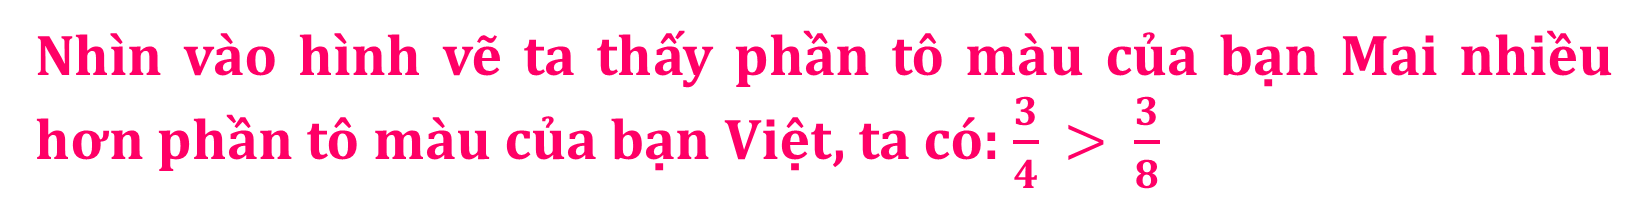 Nhìn vào hình vẽ ta thấy phần tô màu của bạn Mai nhiều
hơn phần tô màu của bạn Việt, ta có: 3/4 > 3/8